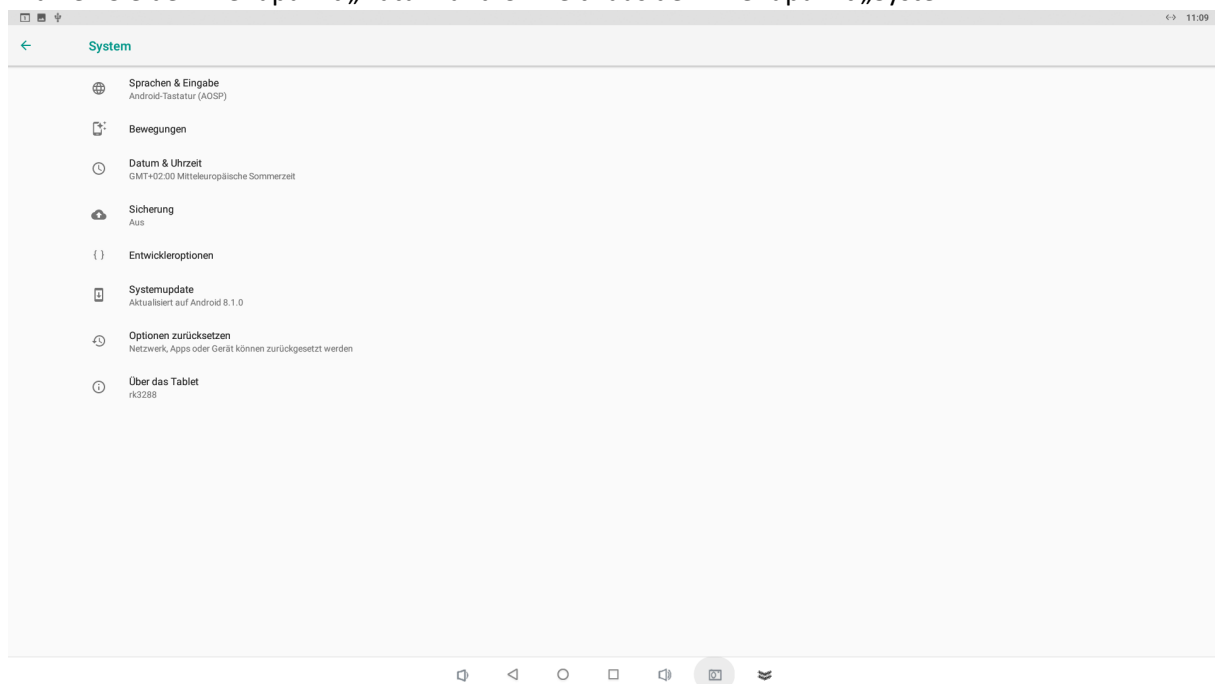 11:09
System
Sprachen & Eingabe
Android-Tastatur (AOSP)
Bewegungen
Datum & Uhrzeit
GMT+02:00 Mitteleuropäische Sommerzeit
Sicherung
Aus
Entwickleroptionen
Systemupdate
Aktualisiert auf Android 8.1.0
Optionen zurücksetzen
Netzwerk, Apps oder Gerät können zurückgesetzt werden
Über das Tablet
rk3288